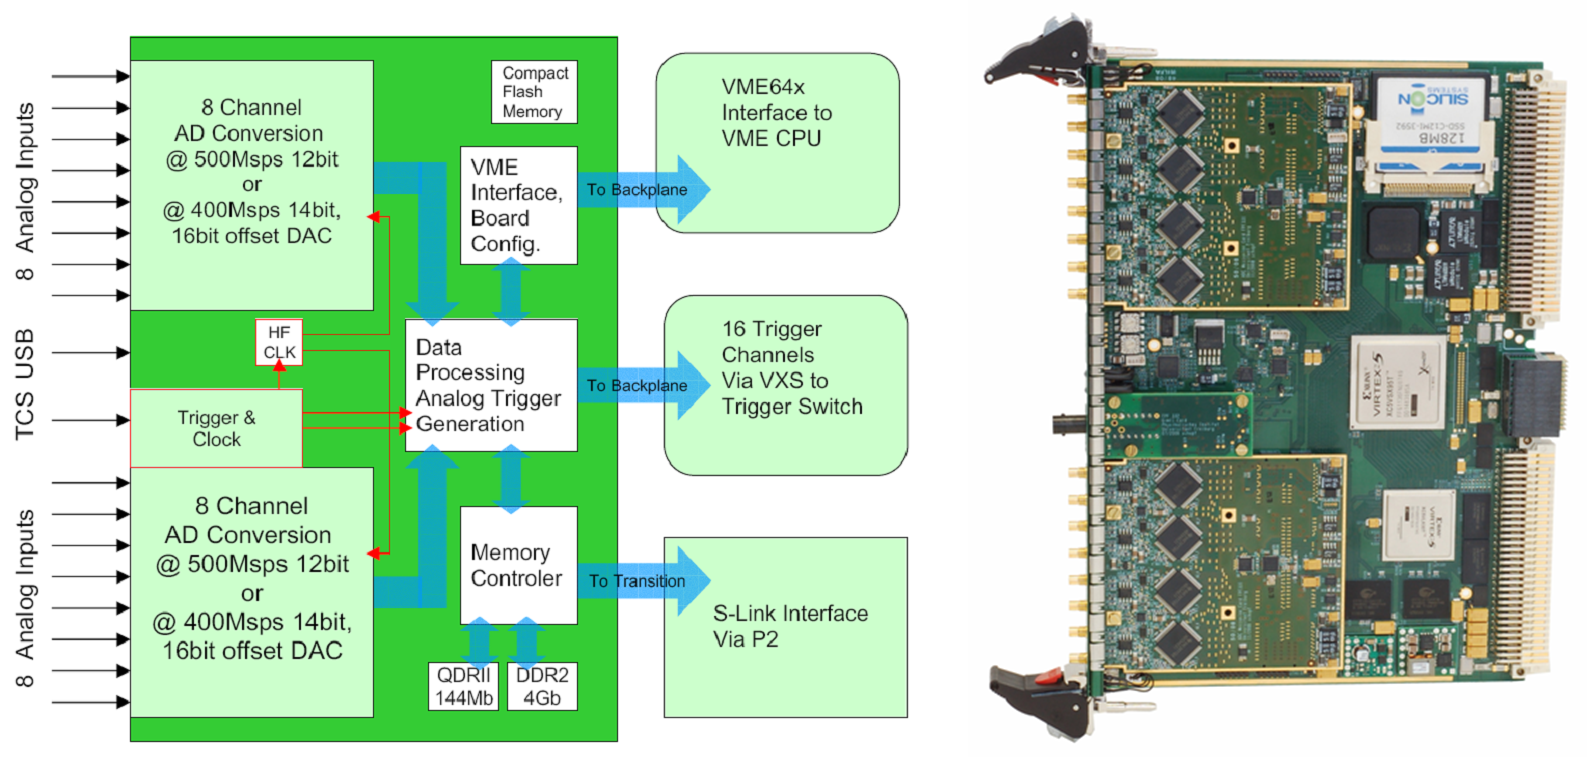 8 Analog Inputs
TCS USB
8 Analog Inputs
8 Channel
AD Conversion
@ 500Msps 12bit
or
@ 400Msps 14bit,
16bit offset DAC
HF
CLK
Trigger &
Clock
8 Channel
AD Conversion
@ 500Msps 12bit
or
@ 400Msps 14bit,
16bit offset DAC
Compact
Flash
Memory
VME
Interface,
Board
Config.
Data
Processing
Analog Trigger
Generation
Memory
Controler
QDRII
144Mb
DDR2
4Gb
To Backplane
To Backplane
To Transition
VME64x
Interface to
VME CPU
16 Trigger
Channels
Via VXS to
Trigger Switch
S-Link Interface
Via P2
SILICON
SYSTEMS
128MB
XILINX
VIRTEX-5
VIRTEX-5